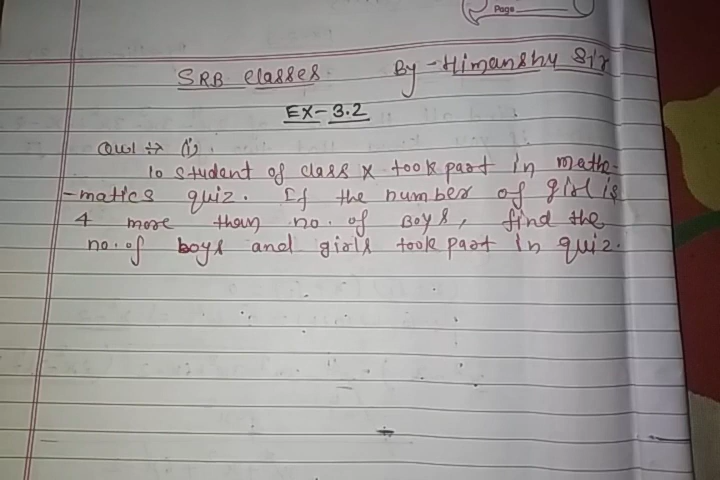 Page
SRB Classes By - Himanshu Sir
EX - 3.2
Qus1 → (i).
10 student of class X took part in mathe-
-matics quiz. If the number of girl is
4 more than no. of Boys, find the
no. of boys and girls took part in quiz.